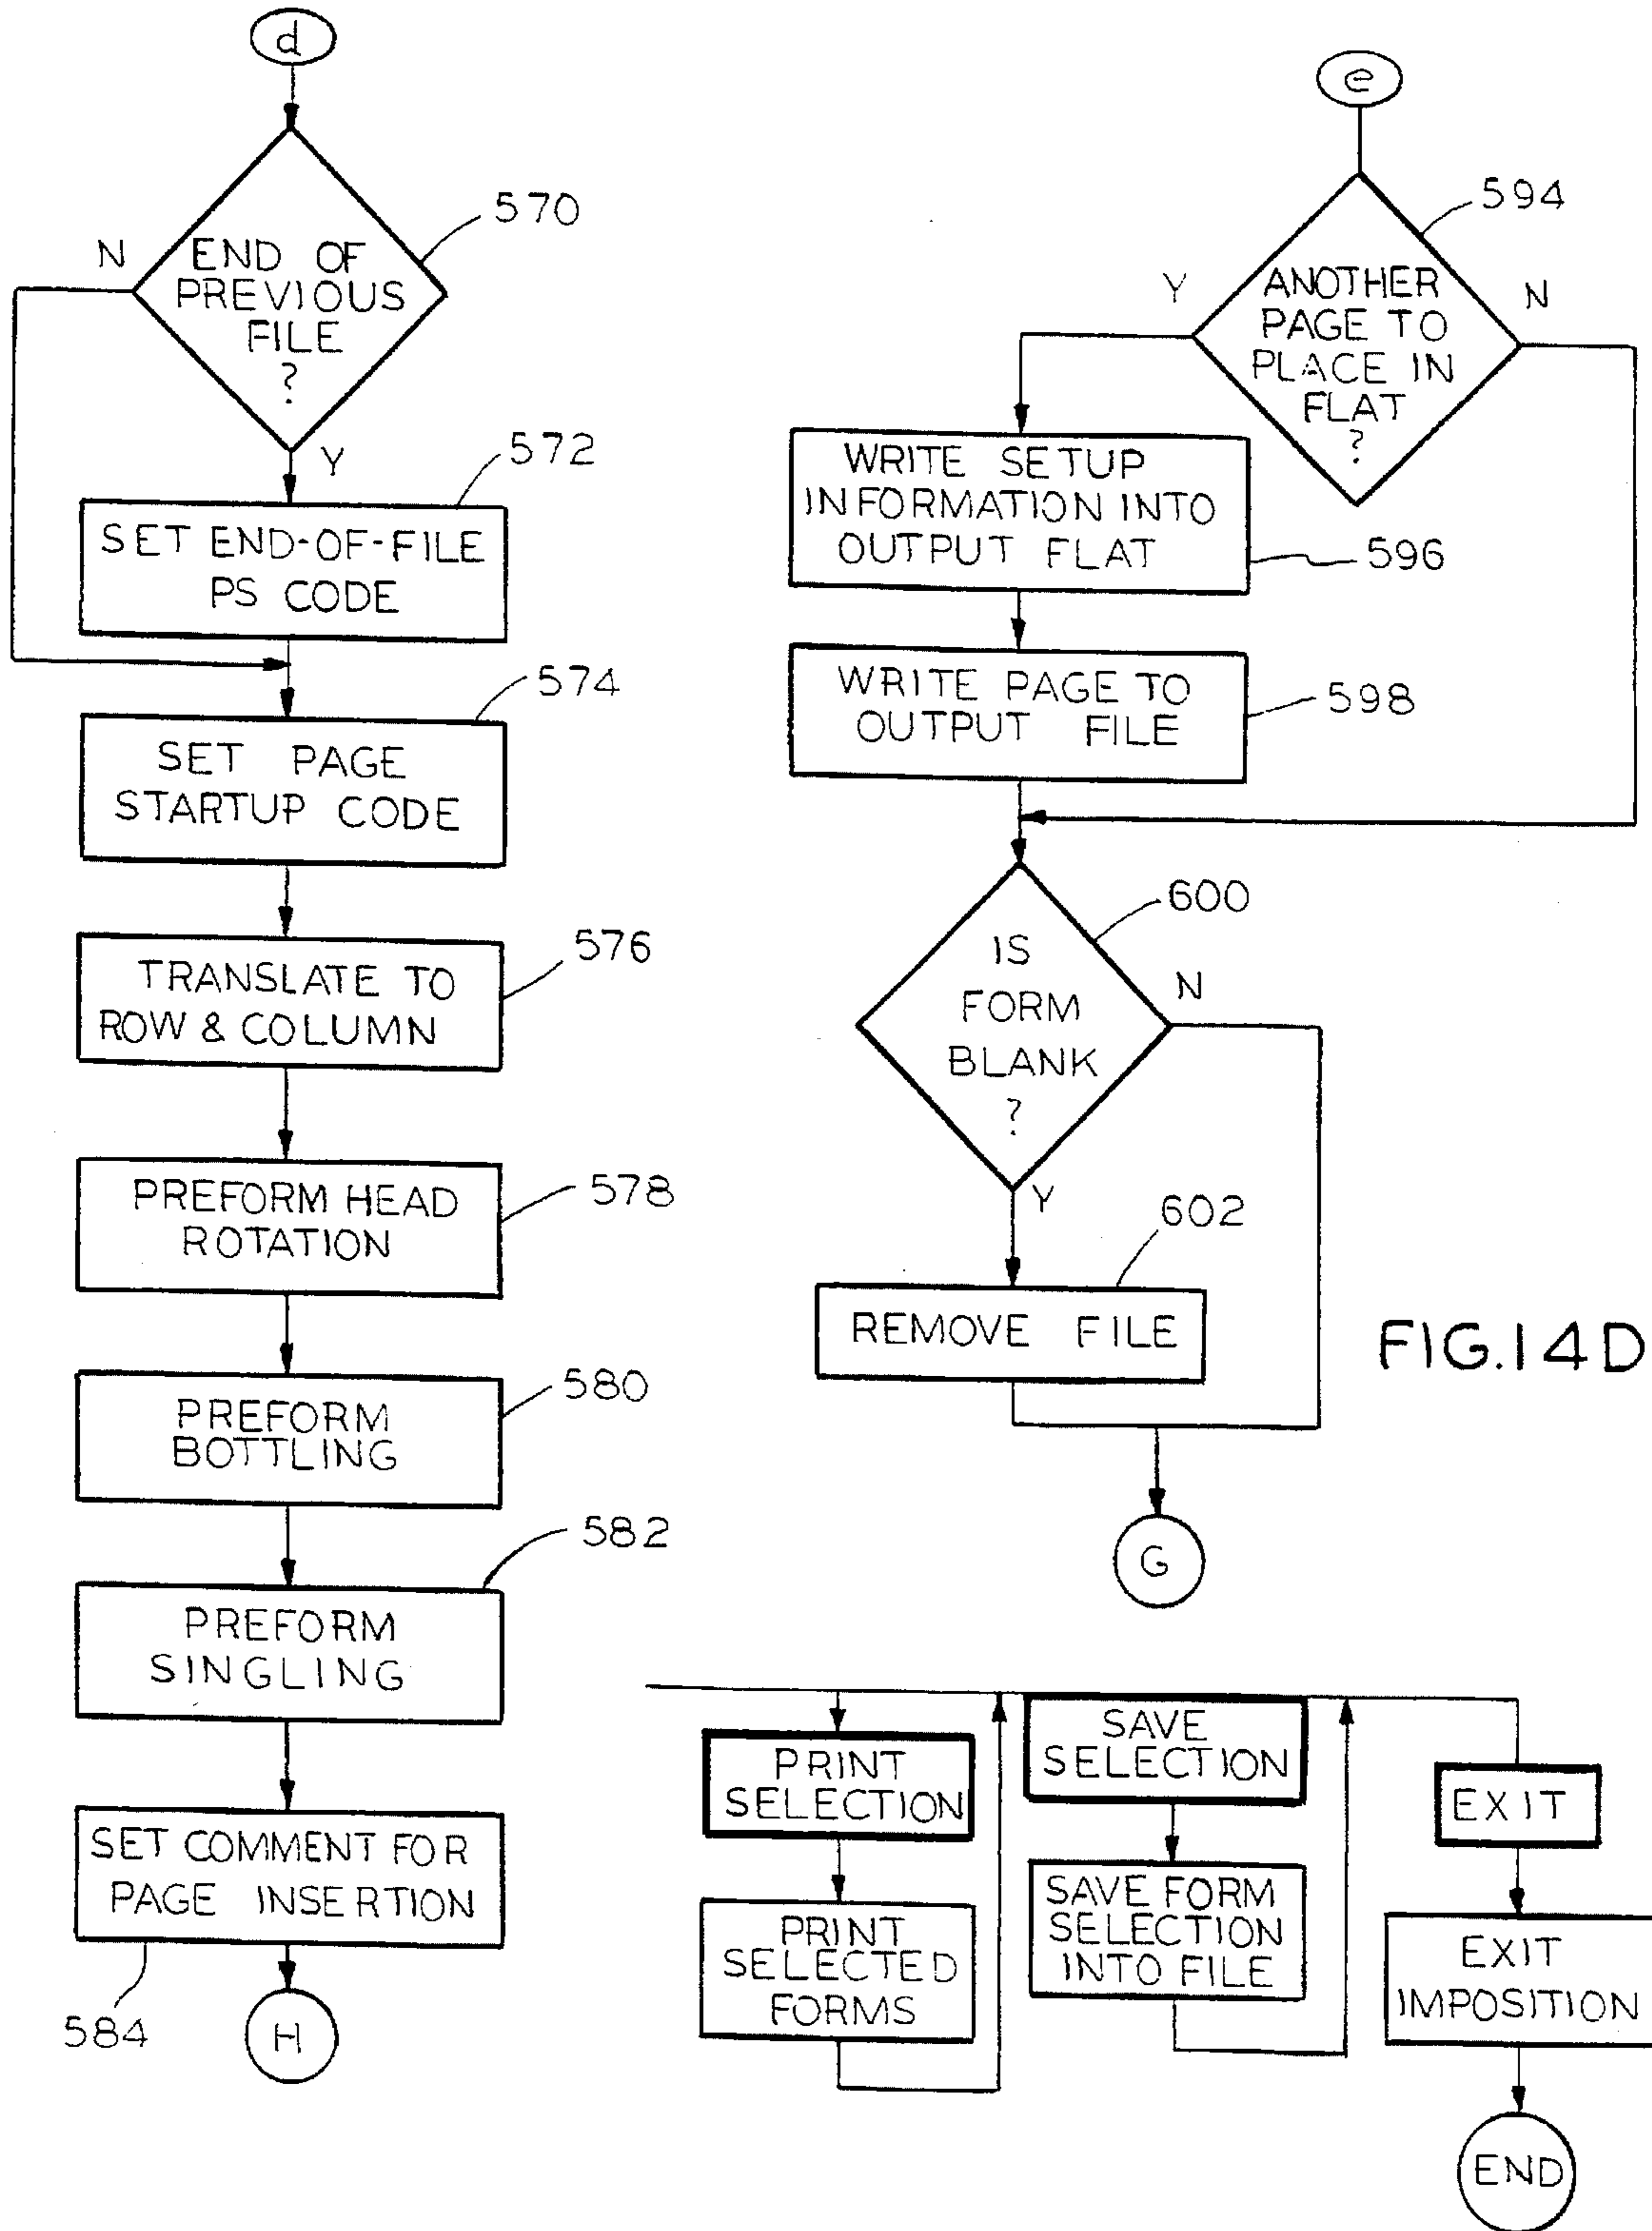 d
570
N
END OF
PREVIOUS
FILE
?
Y
572
SET END-OF-FILE
PS CODE
574
SET PAGE
STARTUP CODE
576
TRANSLATE TO
ROW & COLUMN
578
PREFORM HEAD
ROTATION
580
PREFORM
BOTTLING
582
PREFORM
SINGLING
SET COMMENT FOR
PAGE INSERTION
584
H
e
594
Y
ANOTHER
PAGE TO
PLACE IN
FLAT
?
N
WRITE SETUP
INFORMATION INTO
OUTPUT FLAT
596
WRITE PAGE TO
OUTPUT FILE
598
600
IS
FORM
BLANK
?
N
Y
602
REMOVE FILE
G
FIG.14D
PRINT
SELECTION
PRINT
SELECTED
FORMS
SAVE
SELECTION
SAVE FORM
SELECTION
INTO FILE
EXIT
EXIT
IMPOSITION
END